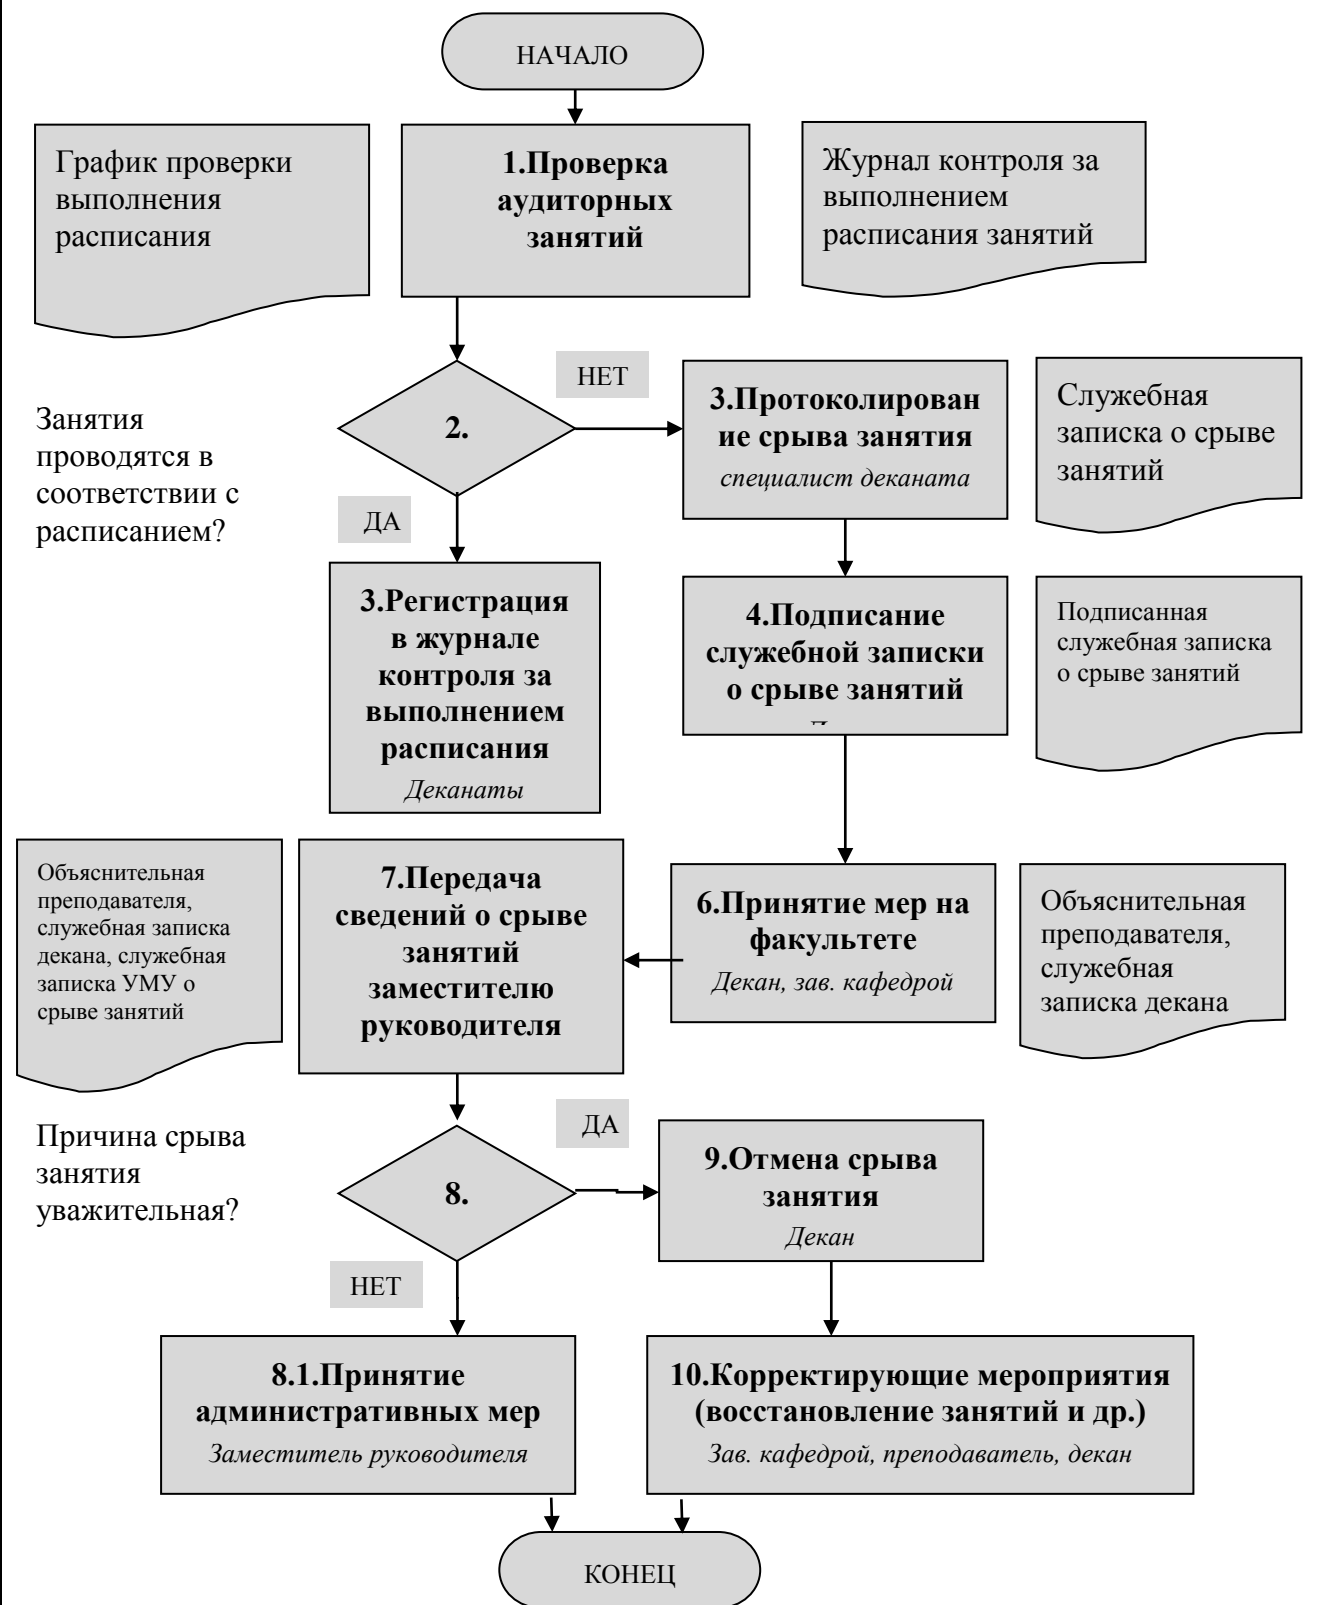 НАЧАЛО
График проверки
выполнения
расписания
1.Проверка
аудиторных
занятий
Журнал контроля за
выполнением
расписания занятий
Занятия
проводятся в
соответствии с
расписанием?
2.
НЕТ
3.Протоколирован
ие срыва занятия
специалист деканата
Служебная
записка о срыве
занятий
ДА
3.Регистрация
в журнале
контроля за
выполнением
расписания
Деканаты
4.Подписание
служебной записки
о срыве занятий
Подписанная
служебная записка
о срыве занятий
Объяснительная
преподавателя,
служебная записка
декана, служебная
записка УМУ о
срыве занятий
7.Передача
сведений о срыве
занятий
заместителю
руководителя
6.Принятие мер на
факультете
Декан, зав. кафедрой
Объяснительная
преподавателя,
служебная
записка декана
Причина срыва
занятия
уважительная?
8.
ДА
9.Отмена срыва
занятия
Декан
НЕТ
8.1.Принятие
административных мер
Заместитель руководителя
10.Корректирующие мероприятия
(восстановление занятий и др.)
Зав. кафедрой, преподаватель, декан
КОНЕЦ